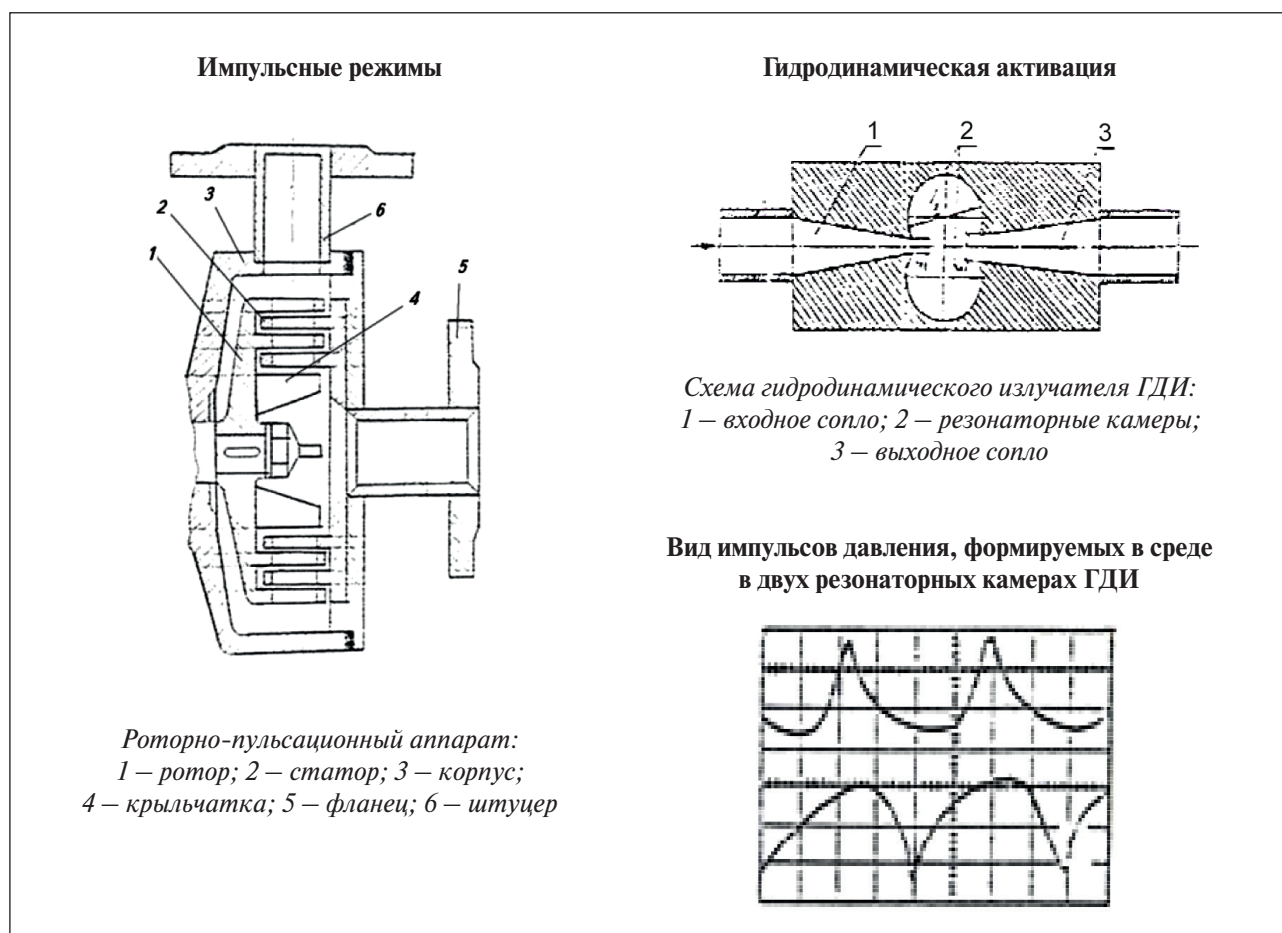 Импульсные режимы
3
2
6
1
5
4
Роторно-пульсационный аппарат:
1 – ротор; 2 – статор; 3 – корпус;
4 – крыльчатка; 5 – фланец; 6 – штуцер
Гидродинамическая активация
1 2 3
Схема гидродинамического излучателя ГДИ:
1 – входное сопло; 2 – резонаторные камеры;
3 – выходное сопло
Вид импульсов давления, формируемых в среде
в двух резонаторных камерах ГДИ